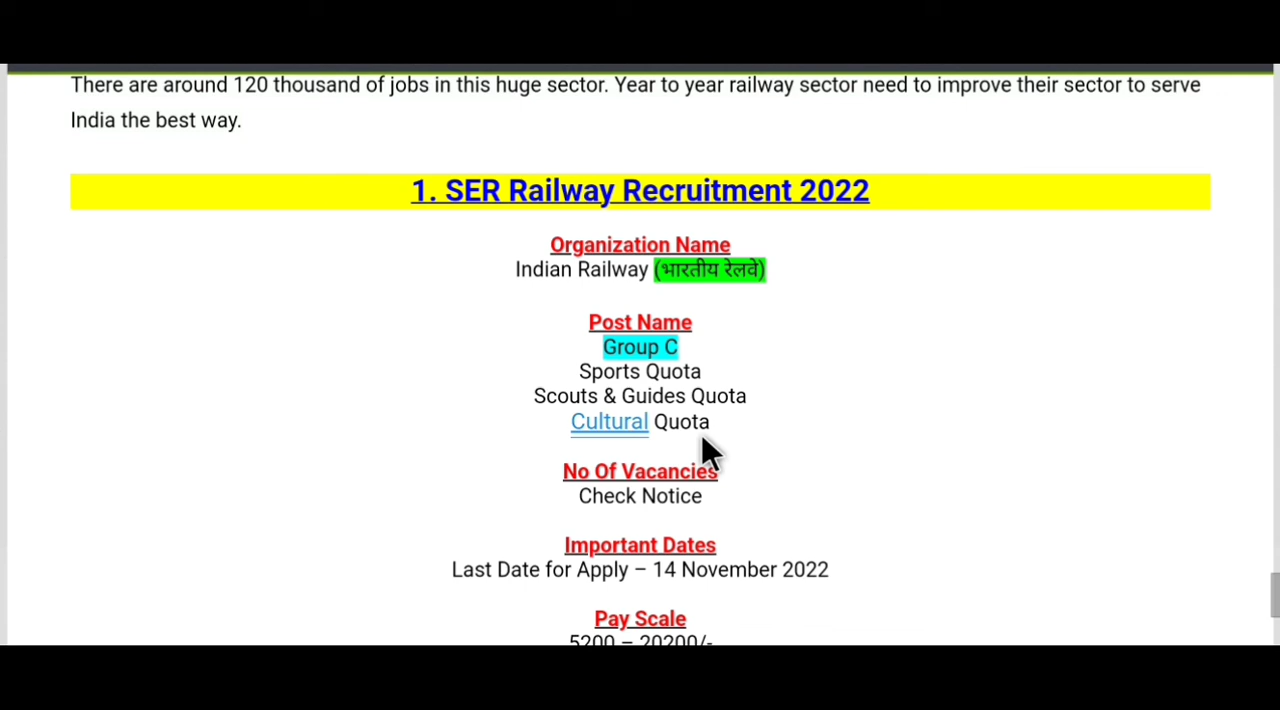 There are around 120 thousand of jobs in this huge sector. Year to year railway sector need to improve their sector to serve
India the best way.
1. SER Railway Recruitment 2022
Organization Name
Indian Railway (भारतीय रेलवे)
Post Name
Group C
Sports Quota
Scouts & Guides Quota
Cultural Quota
No Of Vacancies
Check Notice
Important Dates
Last Date for Apply – 14 November 2022
Pay Scale
5200 – 20200/-